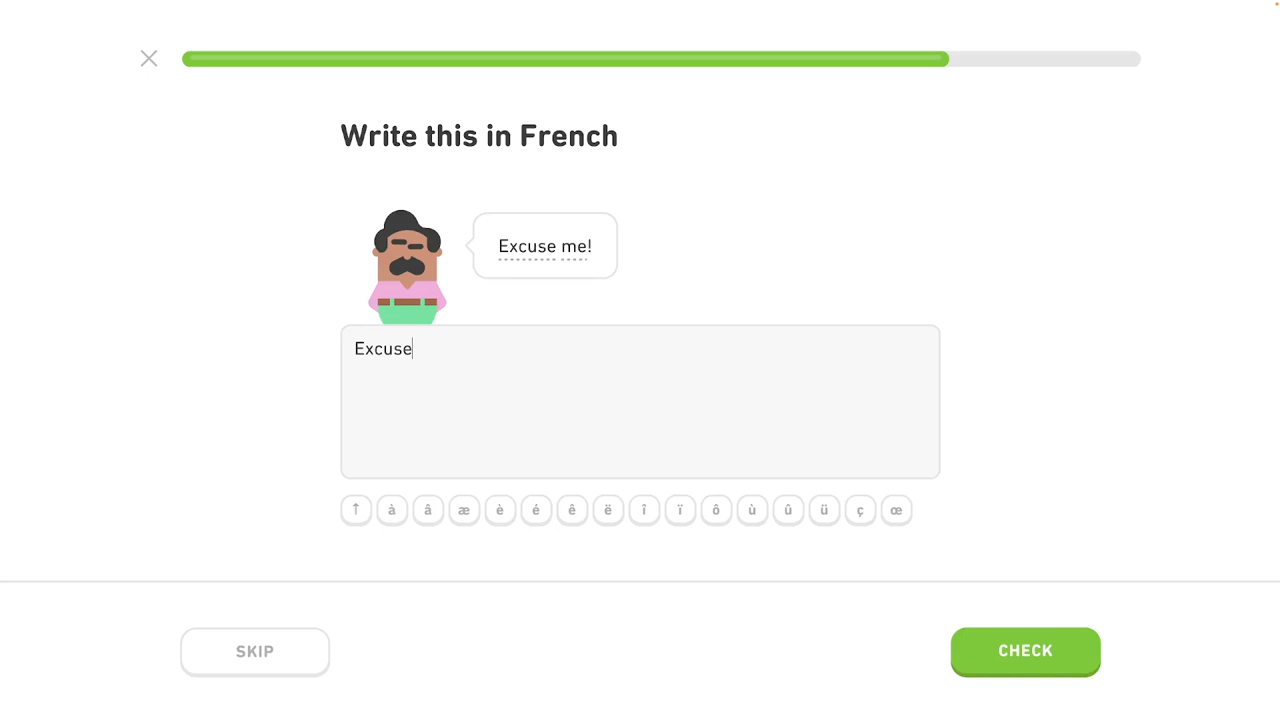 Write this in French
Excuse me!
Excuse
↑ à â æ è é ê ë î ï ô ù û ü ç œ
SKIP
CHECK